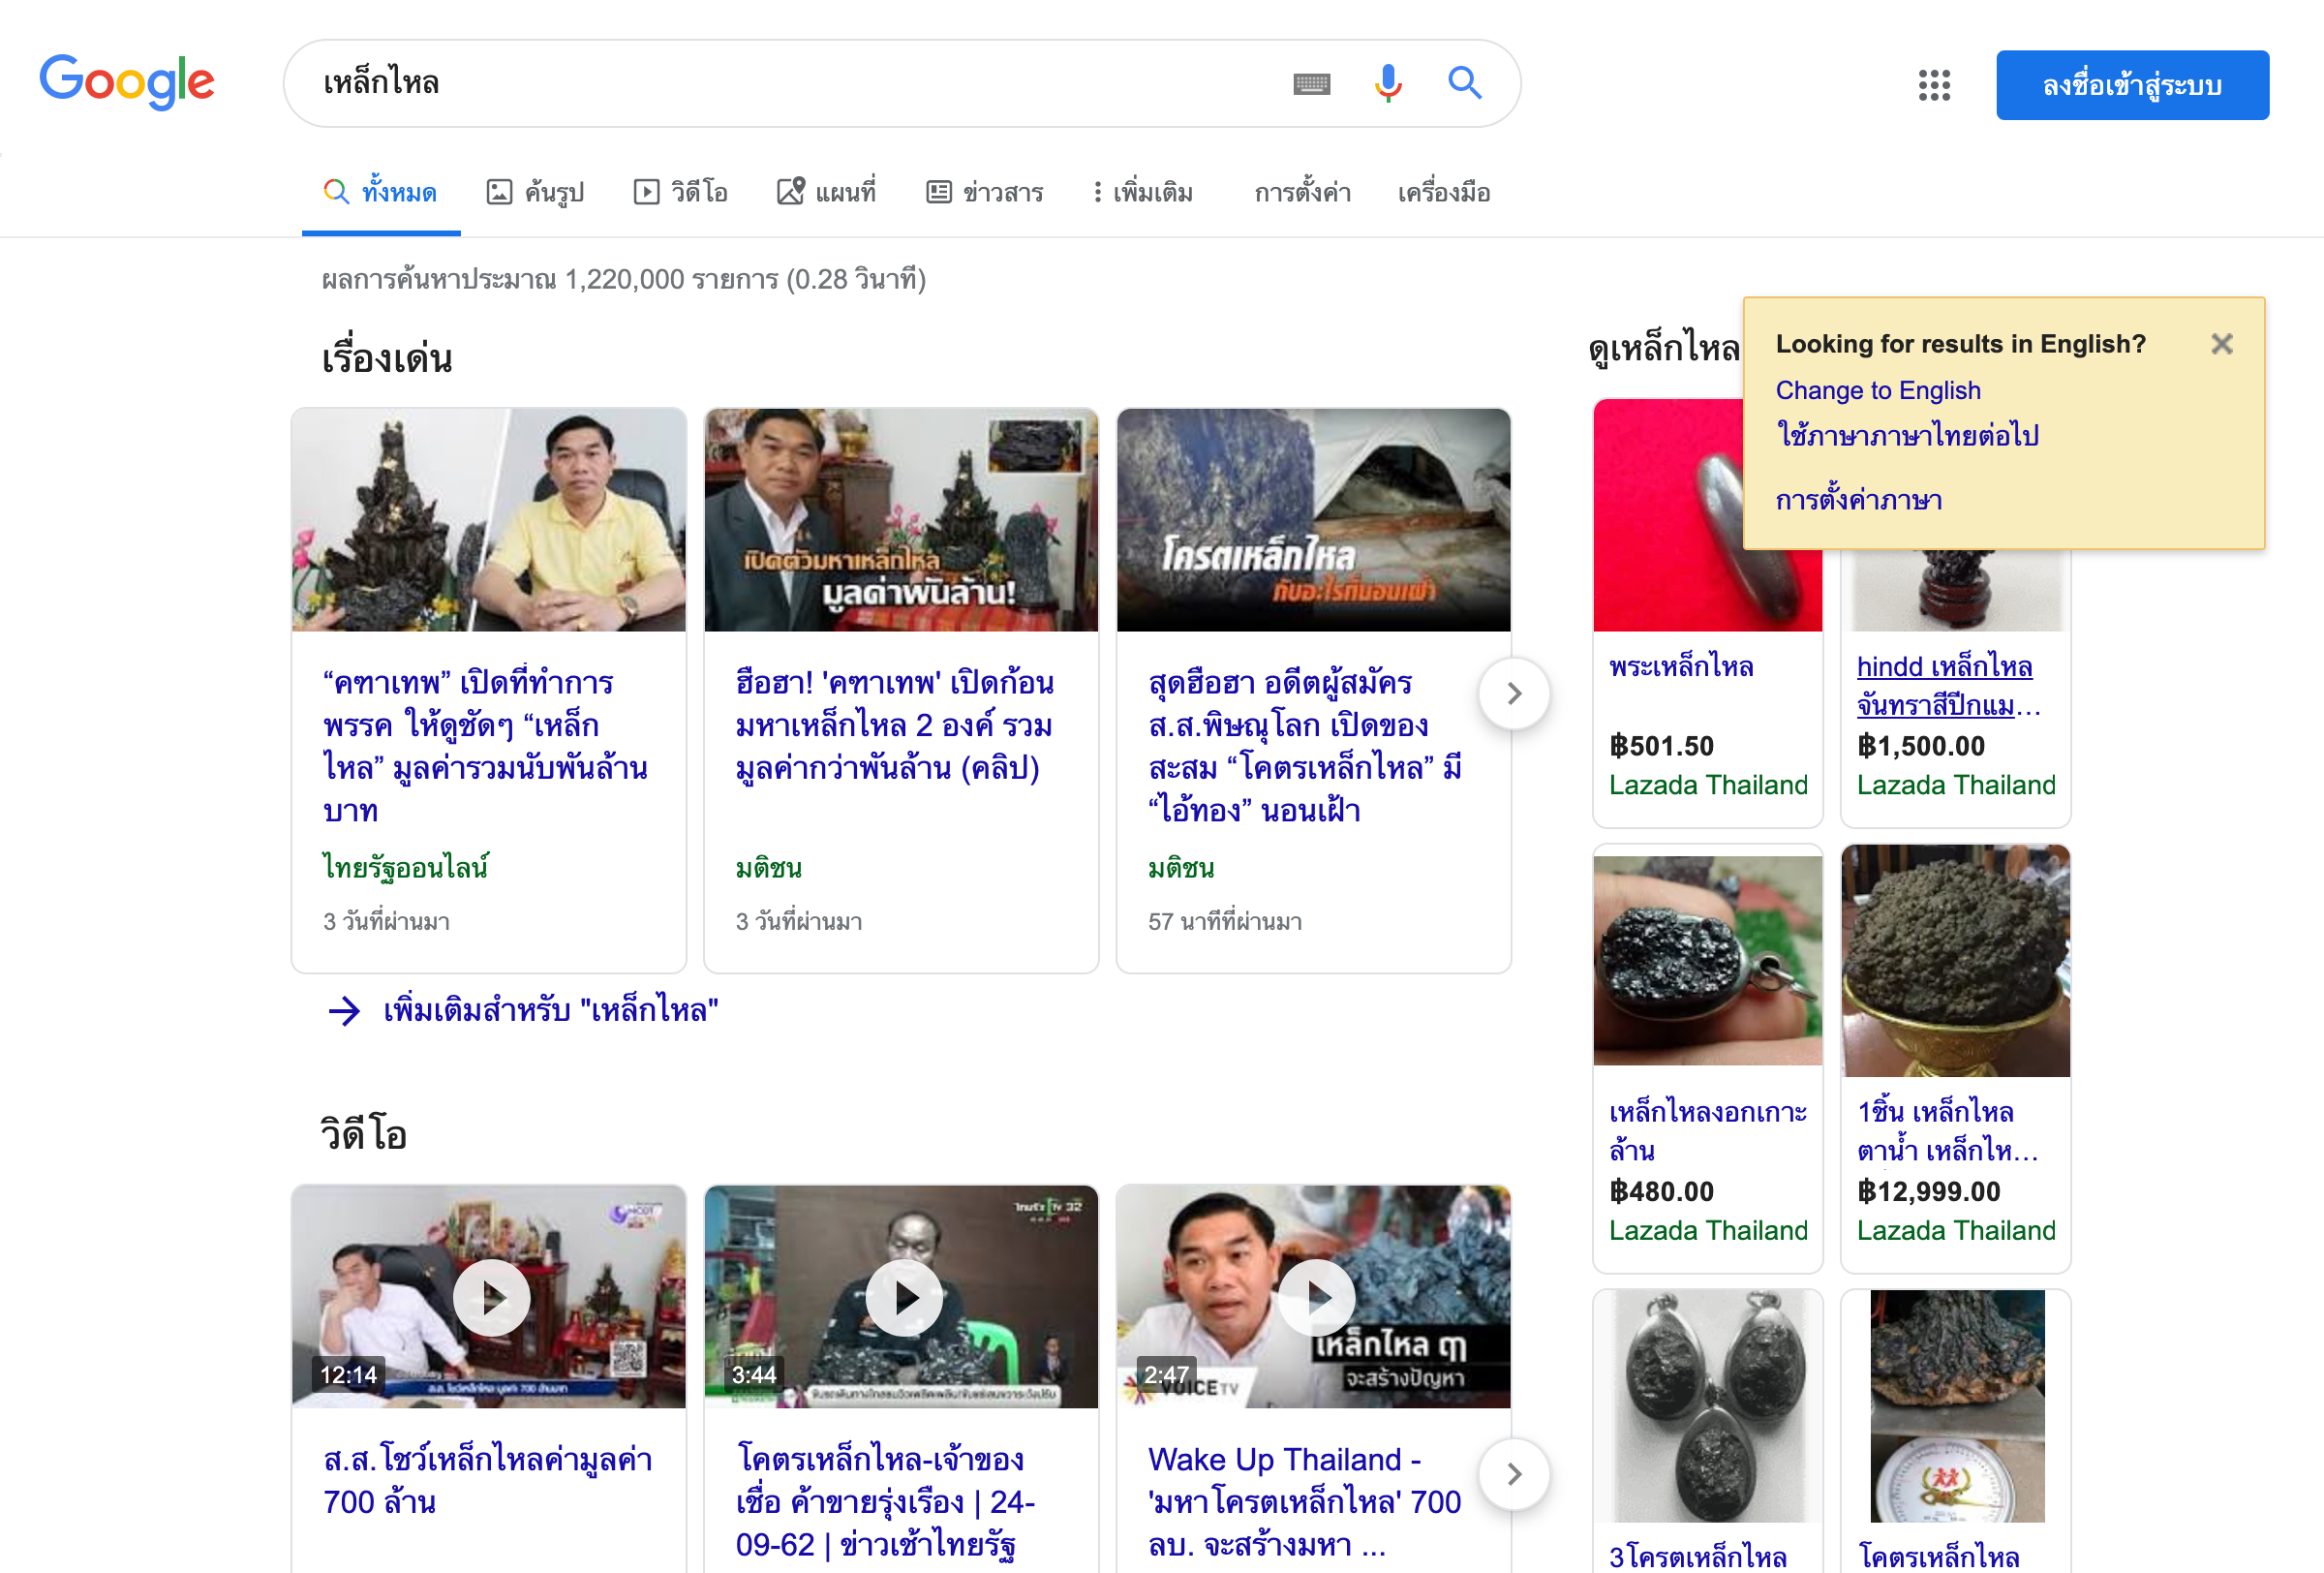 Google
เหล็กไหล
ลงชื่อเข้าสู่ระบบ
ทั้งหมด
ค้นรูป
วิดีโอ
แผนที่
ข่าวสาร
เพิ่มเติม
การตั้งค่า
เครื่องมือ
ผลการค้นหาประมาณ 1,220,000 รายการ (0.28 วินาที)
เรื่องเด่น
เปิดตัวมหาเหล็กไหล
มูลค่าพันล้าน!
โครตเหล็กไหล
กับอะไรที่นอนเฝ้า
“คฑาเทพ” เปิดที่ทำการ
พรรค ให้ดูชัดๆ “เหล็ก
ไหล” มูลค่ารวมนับพันล้าน
บาท
ไทยรัฐออนไลน์
3 วันที่ผ่านมา
ฮือฮา! 'คฑาเทพ' เปิดก้อน
มหาเหล็กไหล 2 องค์ รวม
มูลค่ากว่าพันล้าน (คลิป)
มติชน
3 วันที่ผ่านมา
สุดฮือฮา อดีตผู้สมัคร
ส.ส.พิษณุโลก เปิดของ
สะสม “โคตรเหล็กไหล” มี
“ไอ้ทอง” นอนเฝ้า
มติชน
57 นาทีที่ผ่านมา
เพิ่มเติมสำหรับ "เหล็กไหล"
วิดีโอ
12:14
3:44
2:47
VOICE TV
เหล็กไหล ๓
จะสร้างปัญหา
ส.ส.โชว์เหล็กไหลค่ามูลค่า
700 ล้าน
โคตรเหล็กไหล-เจ้าของ
เชื่อ ค้าขายรุ่งเรือง | 24-
09-62 | ข่าวเช้าไทยรัฐ
Wake Up Thailand -
'มหาโครตเหล็กไหล' 700
ลบ. จะสร้างมหา ...
ดูเหล็กไหล
Looking for results in English?
Change to English
ใช้ภาษาภาษาไทยต่อไป
การตั้งค่าภาษา
พระเหล็กไหล
฿501.50
Lazada Thailand
hindd เหล็กไหล
จันทราสีปีกแม…
฿1,500.00
Lazada Thailand
เหล็กไหลงอกเกาะ
ล้าน
฿480.00
Lazada Thailand
1ชิ้น เหล็กไหล
ตาน้ำ เหล็กไห…
฿12,999.00
Lazada Thailand
3โครตเหล็กไหล
โคตรเหล็กไหล